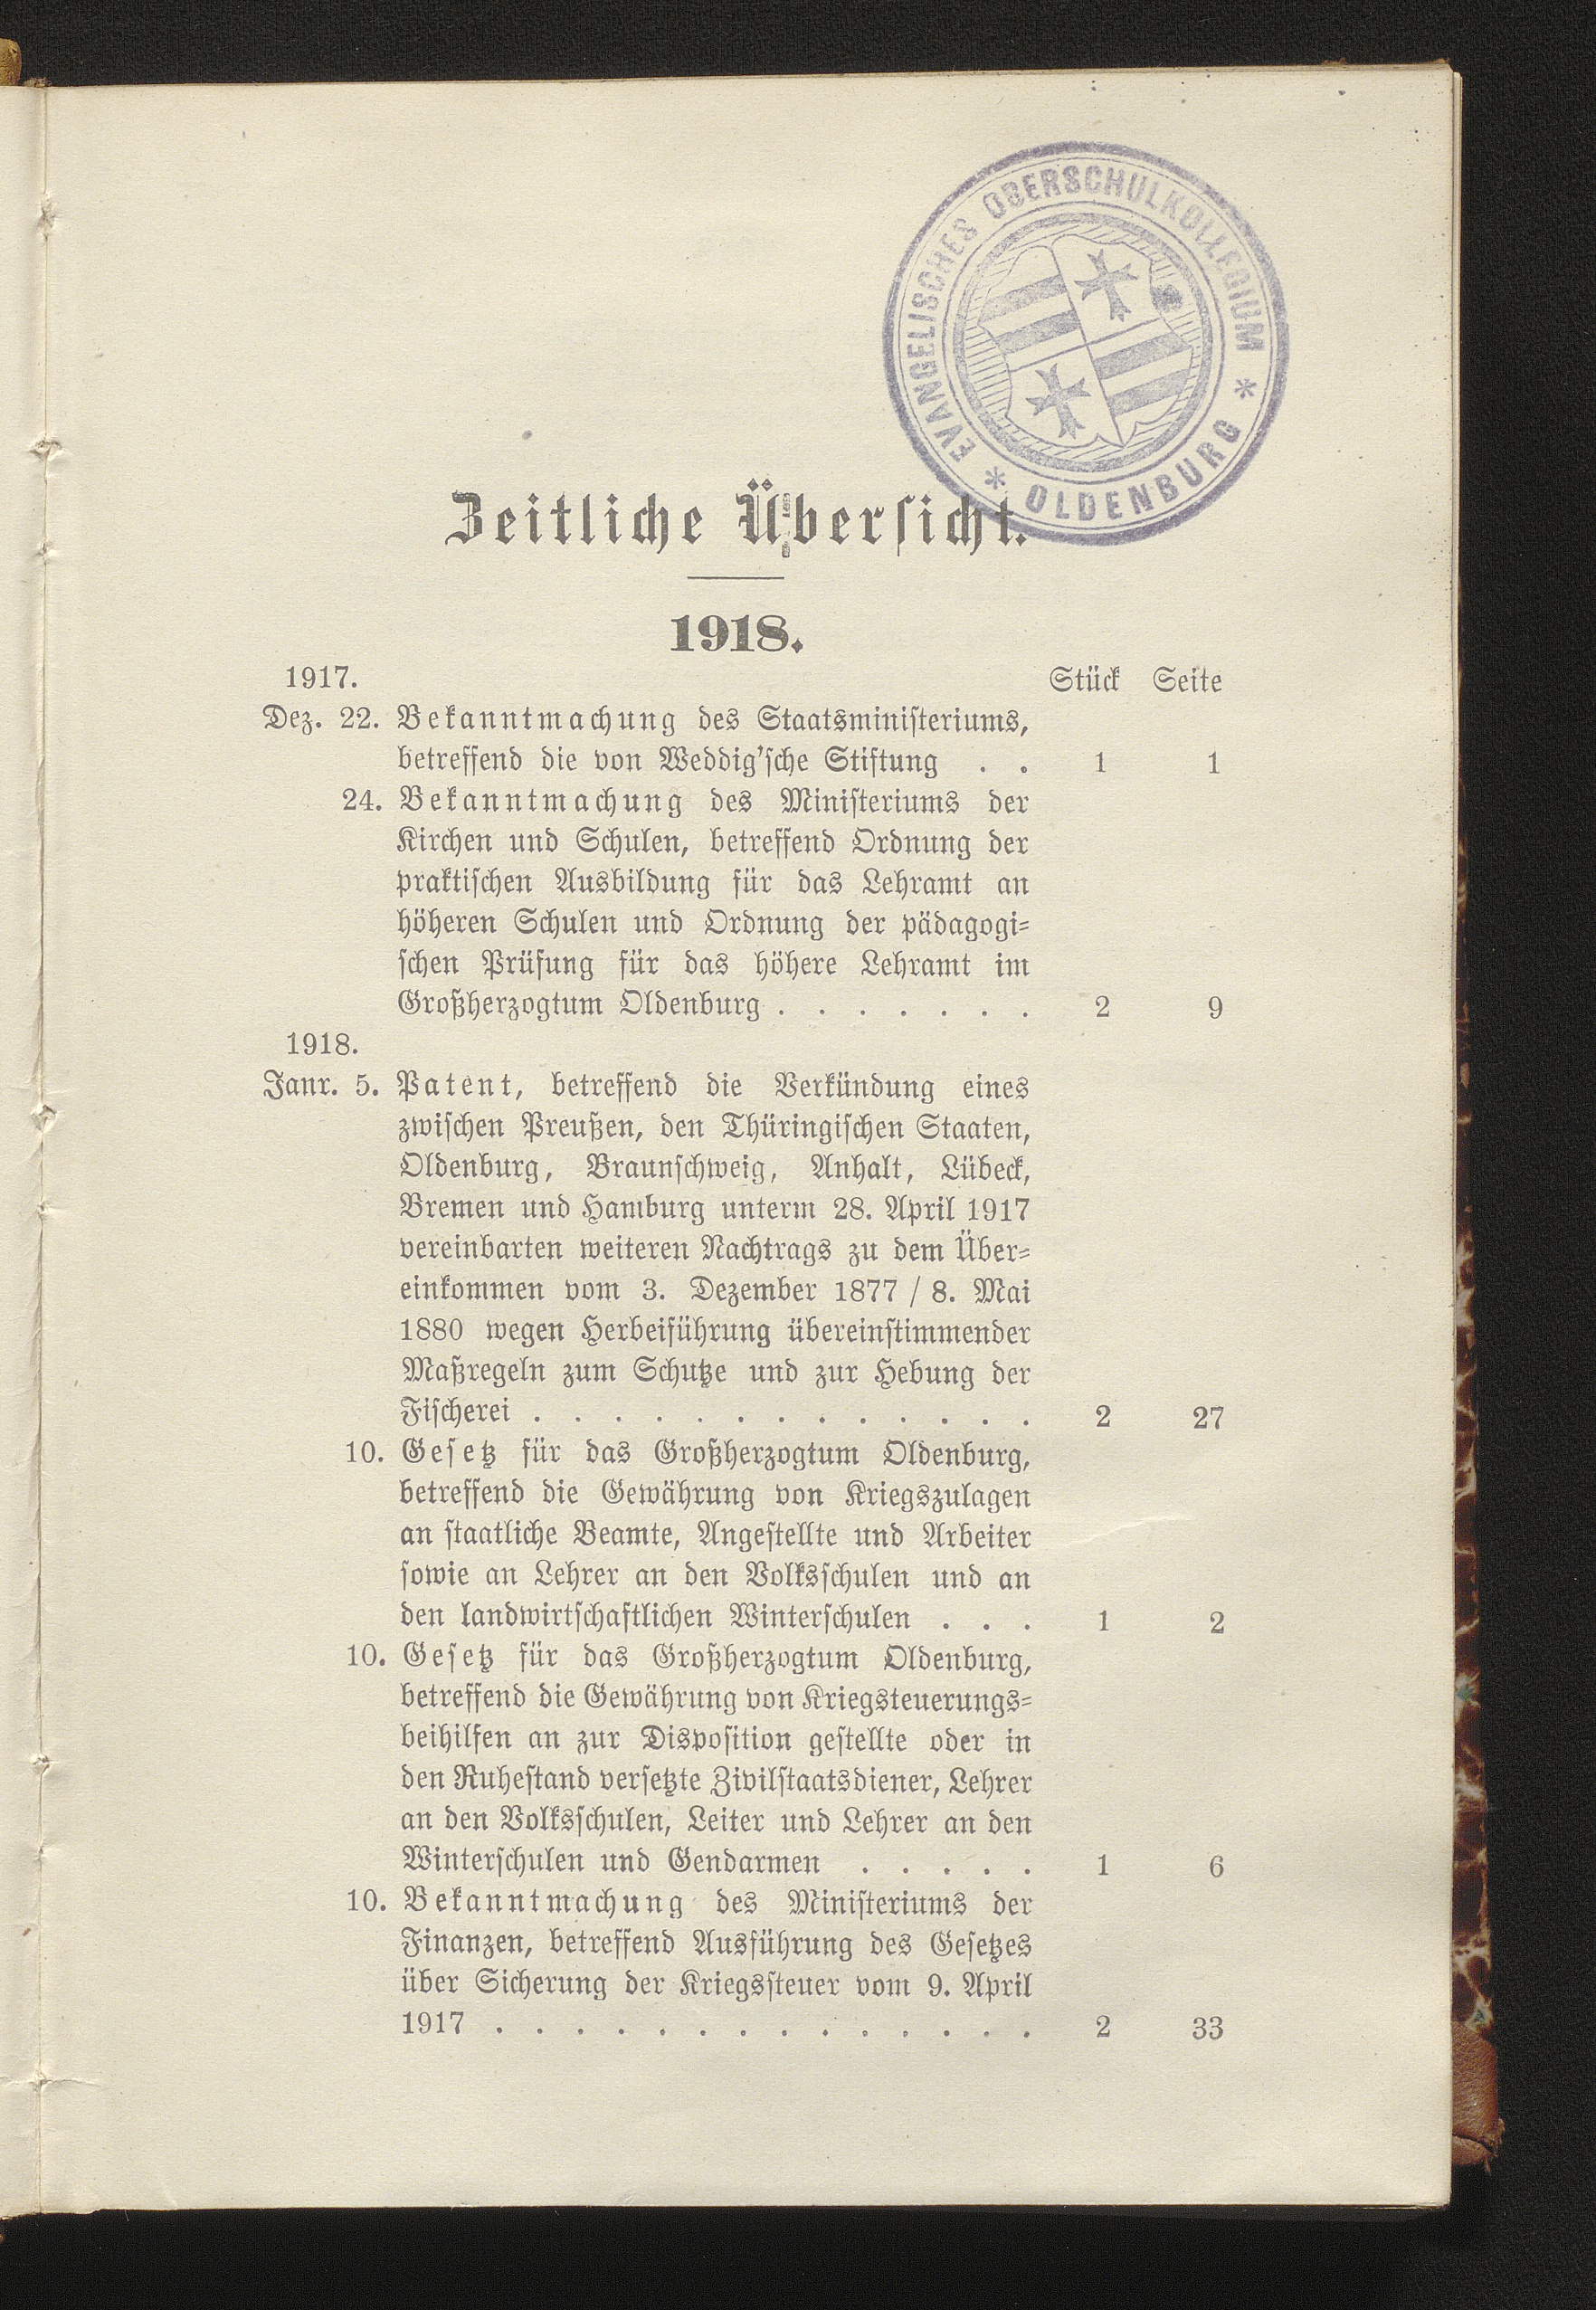 EVANGELISCHES OBERSCHULKOLLEGIUM * OLDENBURG *
Zeitliche Überſicht.
1918.
1917. Stück Seite
Dez. 22. Bekanntmachung des Staatsminiſteriums,
betreffend die von Weddig'ſche Stiftung . . 1 1
24. Bekanntmachung des Miniſteriums der
Kirchen und Schulen, betreffend Ordnung der
praktiſchen Ausbildung für das Lehramt an
höheren Schulen und Ordnung der pädagogi⸗
ſchen Prüfung für das höhere Lehramt im
Großherzogtum Oldenburg . . . . . . . 2 9
1918.
Janr. 5. Patent, betreffend die Verkündung eines
zwiſchen Preußen, den Thüringiſchen Staaten,
Oldenburg, Braunſchweig, Anhalt, Lübeck,
Bremen und Hamburg unterm 28. April 1917
vereinbarten weiteren Nachtrags zu dem Über⸗
einkommen vom 3. Dezember 1877 / 8. Mai
1880 wegen Herbeiführung übereinſtimmender
Maßregeln zum Schutze und zur Hebung der
Fiſcherei . . . . . . . . . . . . . 2 27
10. Geſetz für das Großherzogtum Oldenburg,
betreffend die Gewährung von Kriegszulagen
an ſtaatliche Beamte, Angeſtellte und Arbeiter
ſowie an Lehrer an den Volksſchulen und an
den landwirtſchaftlichen Winterſchulen . . . 1 2
10. Geſetz für das Großherzogtum Oldenburg,
betreffend die Gewährung von Kriegsteuerungs⸗
beihilfen an zur Dispoſition geſtellte oder in
den Ruheſtand verſetzte Zivilſtaatsdiener, Lehrer
an den Volksſchulen, Leiter und Lehrer an den
Winterſchulen und Gendarmen . . . . . 1 6
10. Bekanntmachung des Miniſteriums der
Finanzen, betreffend Ausführung des Geſetzes
über Sicherung der Kriegsſteuer vom 9. April
1917 . . . . . . . . . . . . . . 2 33